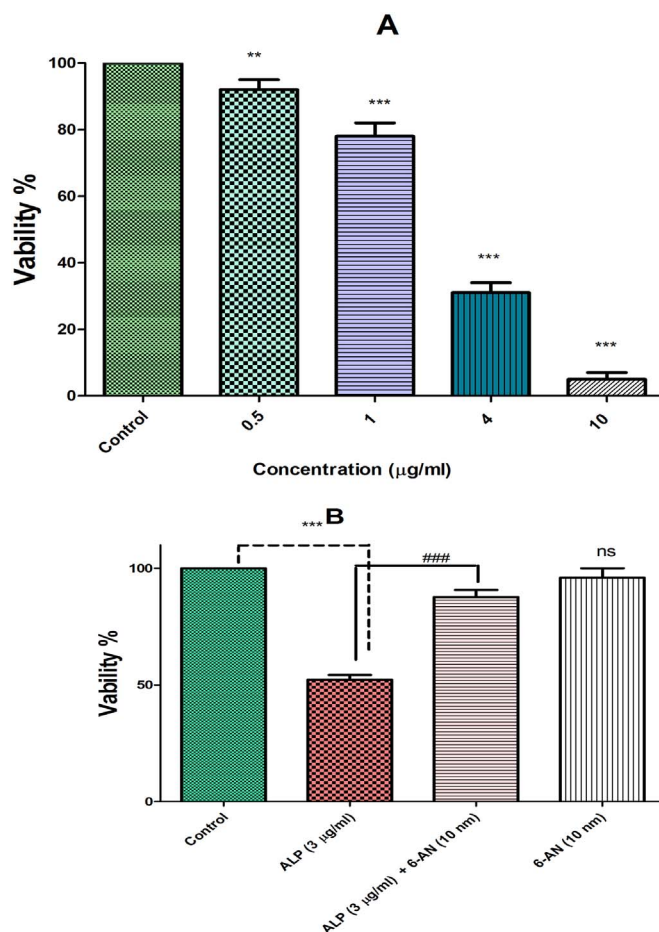 A
**
***
***
***
100
80
60
40
20
0
Vability %
Control
0.5
1
4
10
Concentration (μg/ml)
B
***
###
ns
100
50
0
Vability %
Control
ALP (3 μg/ml)
ALP (3 μg/ml) + 6-AN (10 nm)
6-AN (10 nm)